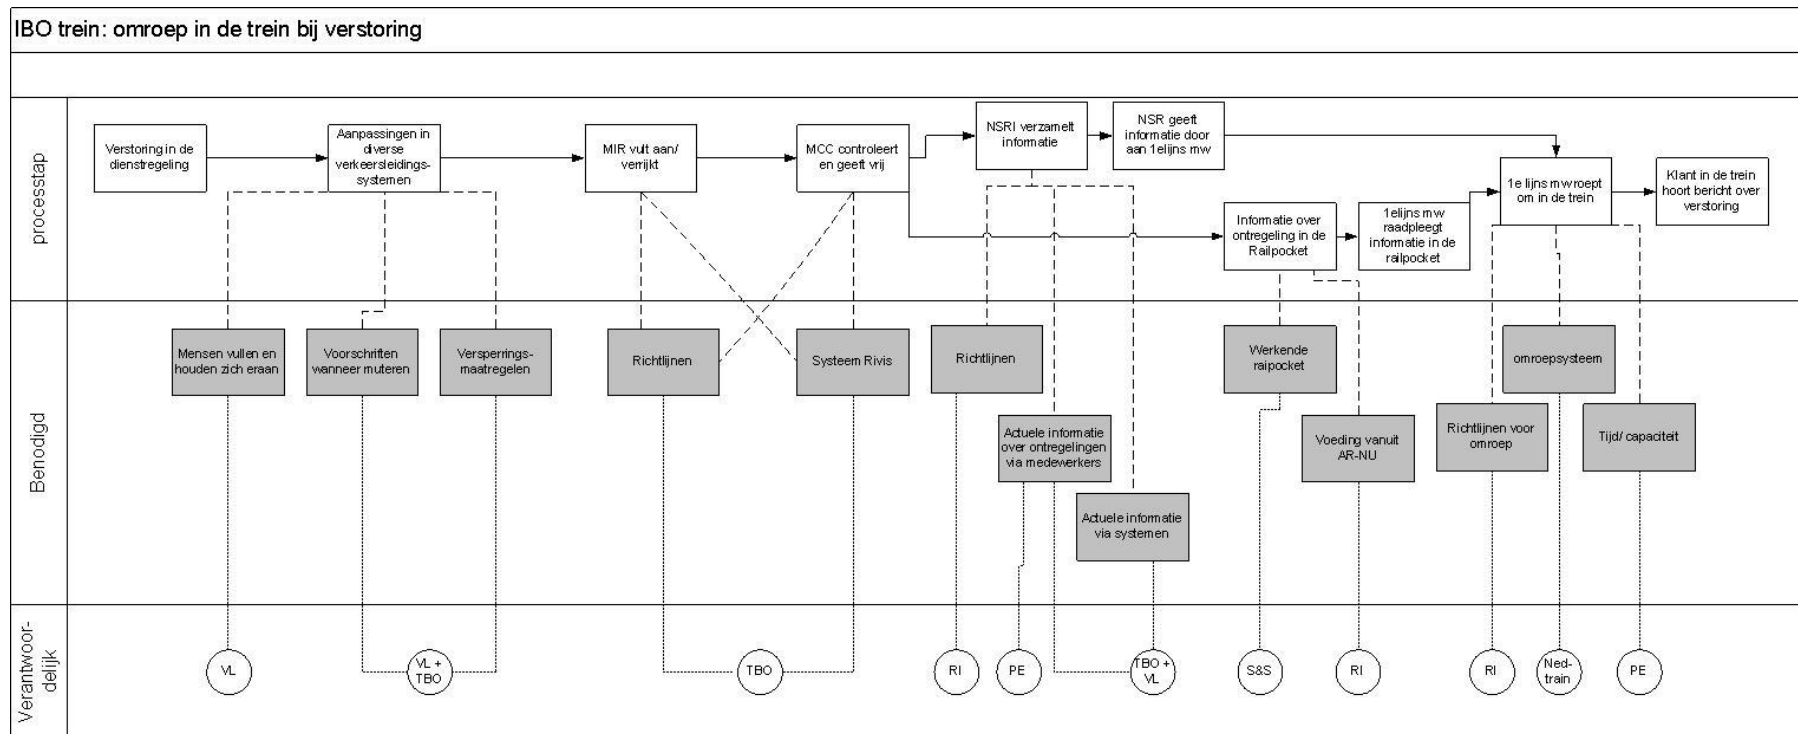 IBO trein: omroep in de trein bij verstoring
processtap
Verstoring in de
dienstregeling
Aanpassingen in
diverse
verkeersleidings-
systemen
MIR vult aan/
verrijkt
MCC controleert
en geeft vrij
NSRI verzamelt
informatie
NSR geeft
informatie door
aan 1elijns mw
Informatie over
ontregeling in de
Railpocket
1elijns mw
raadpleegt
informatie in de
railpocket
1e lijns mw roept
om in de trein
Klant in de trein
hoort bericht over
verstoring
Benodigd
Mensen vullen en
houden zich eraan
Voorschriften
wanneer muteren
Versperrings-
maatregelen
Richtlijnen
Systeem Rivis
Richtlijnen
Actuele informatie
over ontregelingen
via medewerkers
Actuele informatie
via systemen
Werkende
raipocket
Voeding vanuit
AR-NU
Richtlijnen voor
omroep
omroepsysteem
Tijd/ capaciteit
Verantwoor-
delijk
VL
VL +
TBO
TBO
RI
PE
TBO +
VL
S&S
RI
RI
Ned-
train
PE